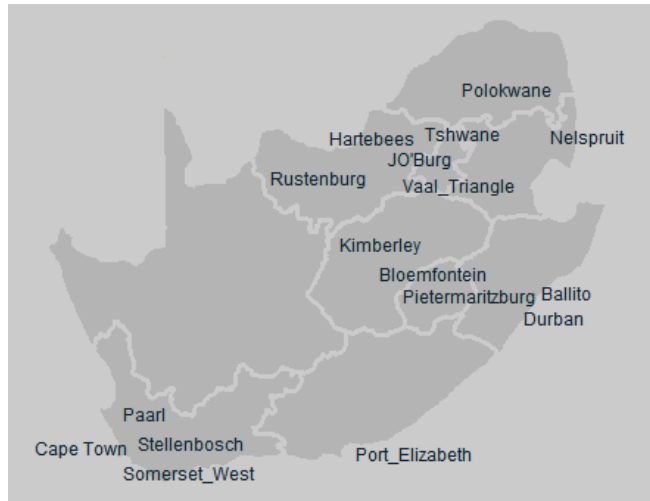 Polokwane
Hartebees
Tshwane
Nelspruit
JO'Burg
Rustenburg
Vaal_Triangle
Kimberley
Bloemfontein
Pietermaritzburg
Ballito
Durban
Paarl
Cape Town
Stellenbosch
Somerset_West
Port_Elizabeth